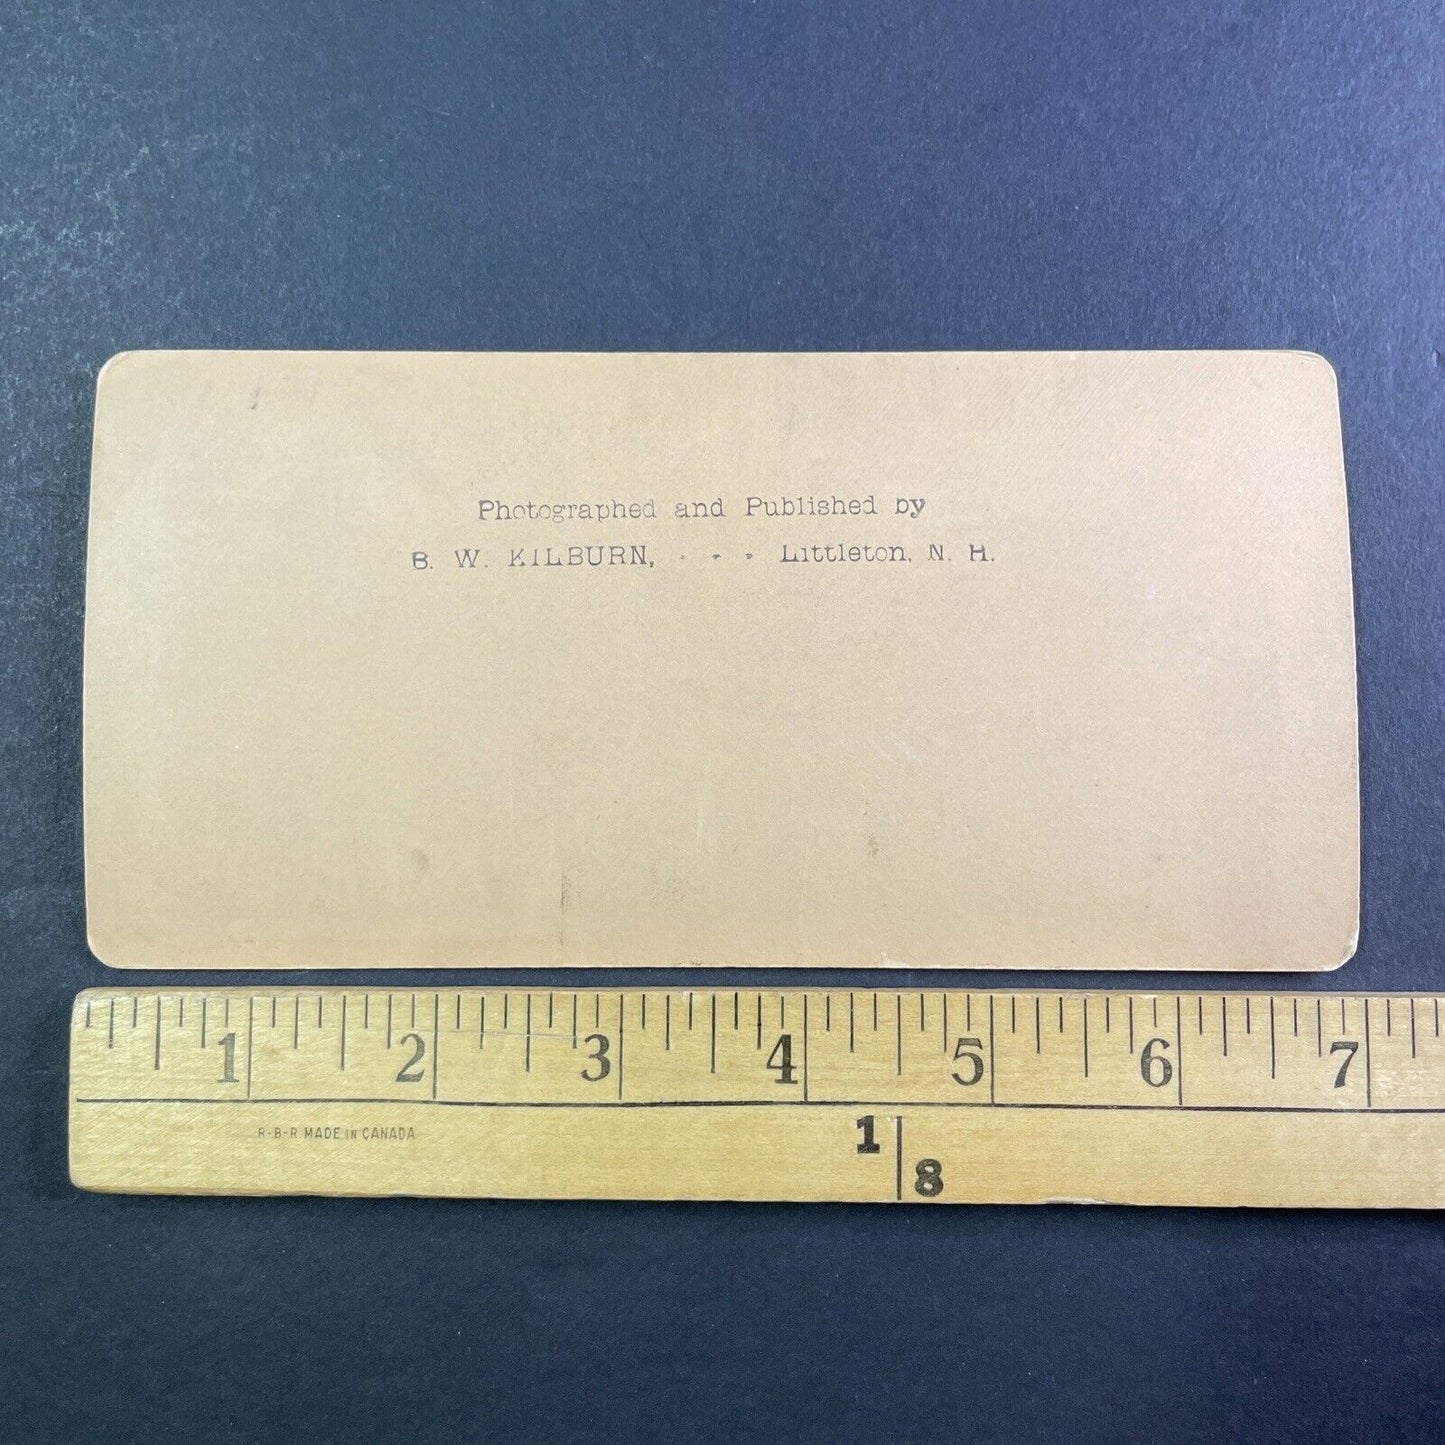 Photographed and Published by
B. W. KILBURN, - - - Littleton, N. H.
1 2 3 4 5 6 7
R-B-R MADE IN CANADA
1
8